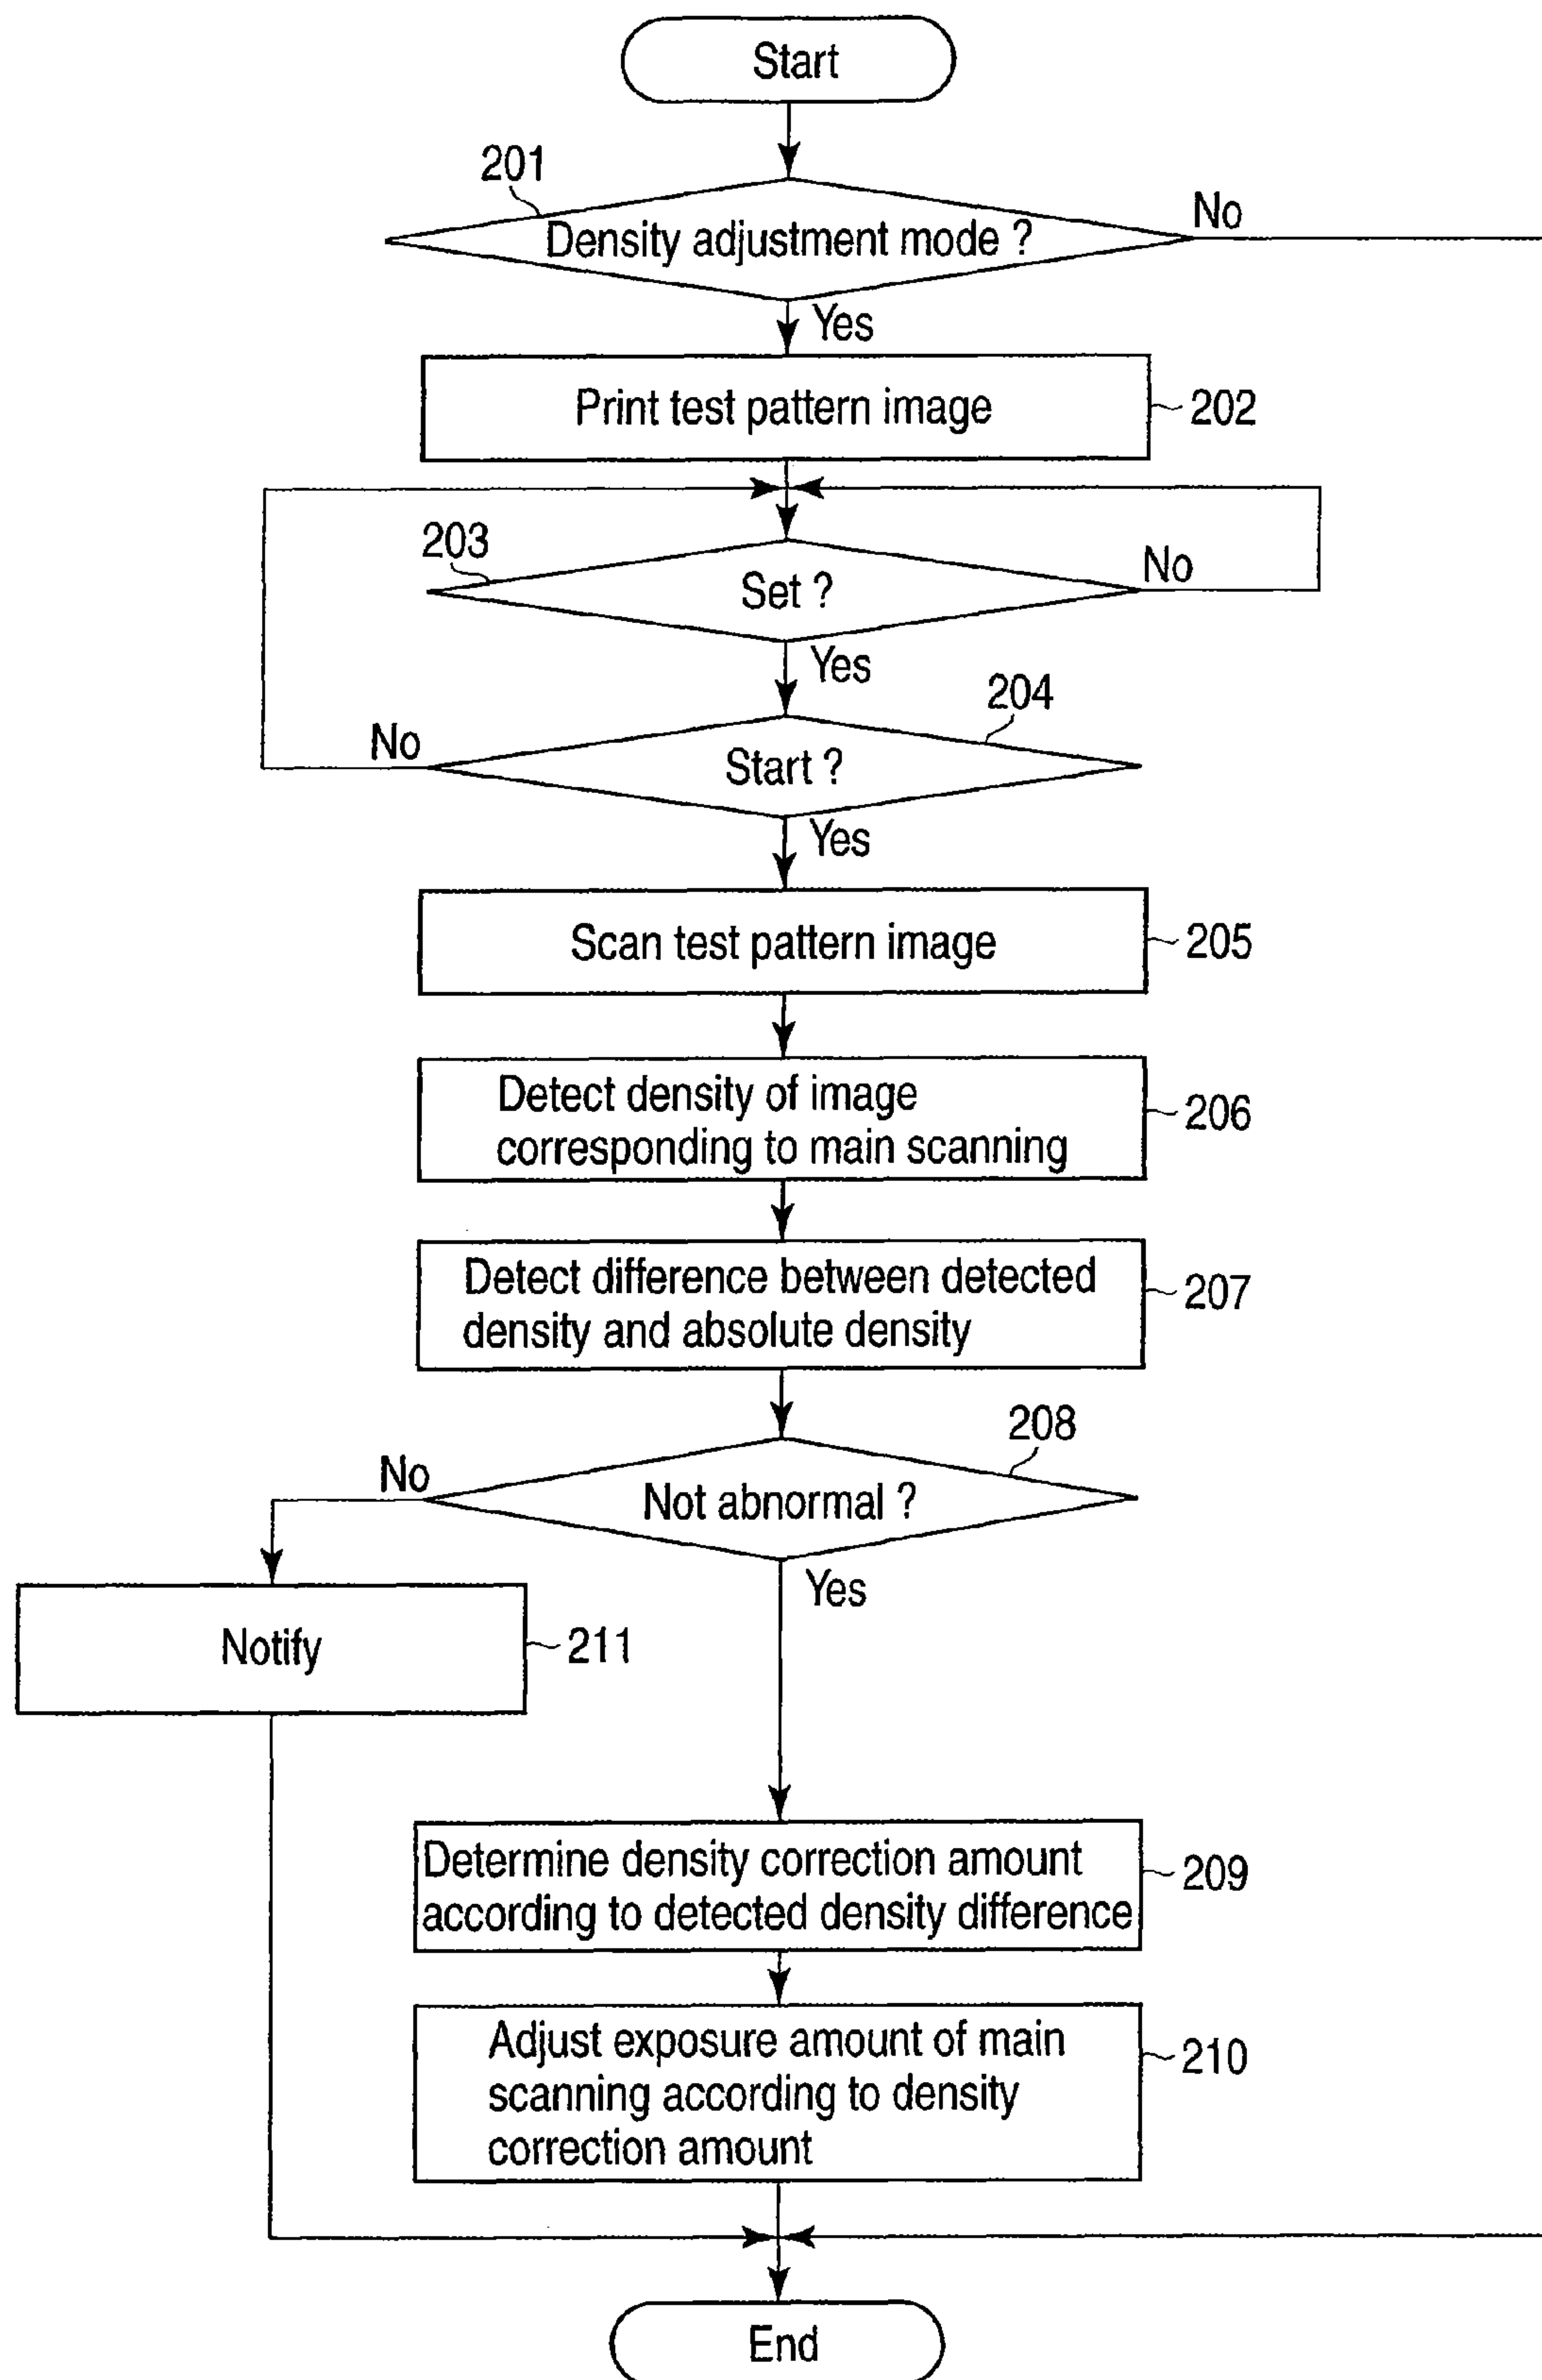 Start
201
Density adjustment mode ?
No
Yes
Print test pattern image
202
203
Set ?
No
Yes
204
No
Start ?
Yes
Scan test pattern image
205
Detect density of image
corresponding to main scanning
206
Detect difference between detected
density and absolute density
207
208
No
Not abnormal ?
Yes
Notify
211
Determine density correction amount
according to detected density difference
209
Adjust exposure amount of main
scanning according to density
correction amount
210
End